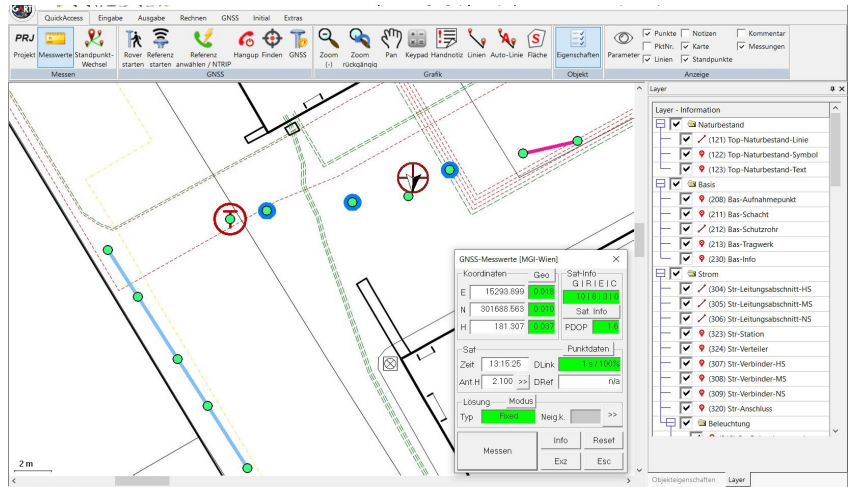 QuickAccess Eingabe Ausgabe Rechnen GNSS Initial Extras
PRJ
Projekt Messwerte Standpunkt-Wechsel
Messen
Rover starten Referenz starten Referenz anwählen / NTRIP Hangup Finden GNSS
GNSS
Zoom (-) Zoom rückgängig Pan Keypad Handnotiz Linien Auto-Linie Fläche
Grafik
Eigenschaften
Objekt
Parameter
Punkte Notizen Kommentar
PktNr. Karte Messungen
Linien Standpunkte
Anzeige
2 m
GNSS-Messwerte [MGI-Wien]
Koordinaten Geo
E 15293.899 0.018
N 301688.563 0.010
H 181.307 0.037
Sat-Info
G|R|E|C
10|8|3|0
Sat. Info
PDOP 1.6
Sat Punktdaten
Zeit 13:15:25 DLink 1 s / 100%
Ant.H 2.100 >> DRef n/a
Lösung Modus
Typ Fixed Neig.k. >>
Messen Info Reset
Exz Esc
Layer
Layer - Information
Naturbestand
(121) Top-Naturbestand-Linie
(122) Top-Naturbestand-Symbol
(123) Top-Naturbestand-Text
Basis
(208) Bas-Aufnahmepunkt
(211) Bas-Schacht
(212) Bas-Schutzrohr
(213) Bas-Tragwerk
(230) Bas-Info
Strom
(304) Str-Leitungsabschnitt-HS
(305) Str-Leitungsabschnitt-MS
(306) Str-Leitungsabschnitt-NS
(323) Str-Station
(324) Str-Verteiler
(307) Str-Verbinder-HS
(308) Str-Verbinder-MS
(309) Str-Verbinder-NS
(320) Str-Anschluss
Beleuchtung
Objekteigenschaften Layer